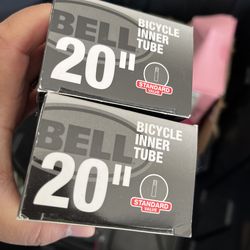 BELL
BICYCLE
INNER
TUBE
20"
STANDARD
VALVE
BELL
BICYCLE
INNER
TUBE
20"
STANDARD
VALVE